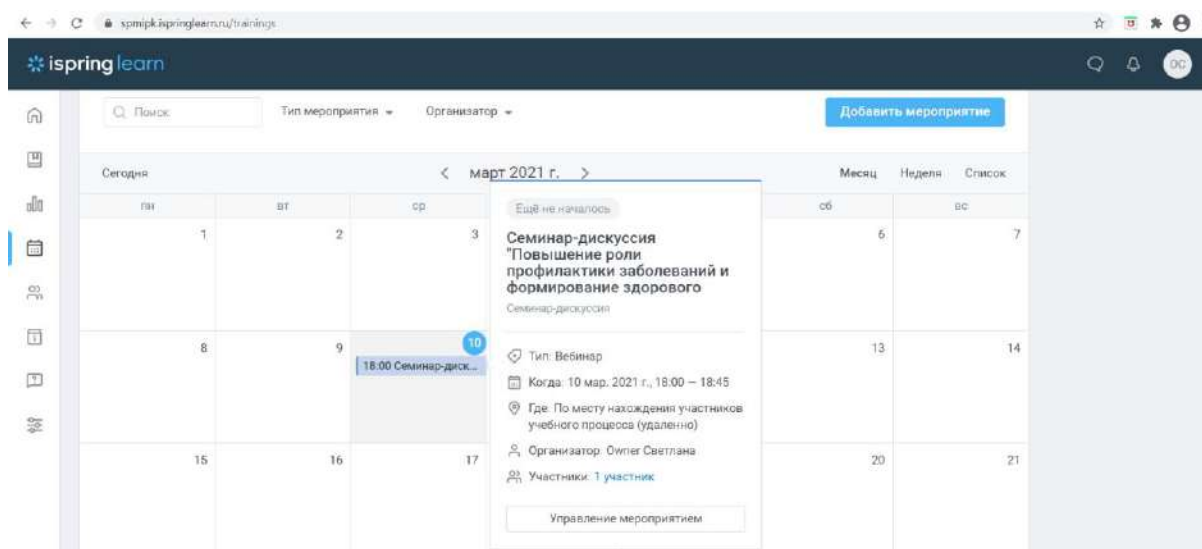 spmipk.ispringlearn.ru/trainings
ispring learn
ОС
Поиск
Тип мероприятия
Организатор
Добавить мероприятие
Сегодня
март 2021 г.
Месяц Неделя Список
пн вт ср сб вс
1 2 3 6 7
8 9 10 13 14
18:00 Семинар-диск...
15 16 17 20 21
Ещё не началось
Семинар-дискуссия
"Повышение роли
профилактики заболеваний и
формирование здорового
Семинар-дискуссия
Тип: Вебинар
Когда: 10 мар. 2021 г., 18:00 — 18:45
Где: По месту нахождения участников
учебного процесса (удаленно)
Организатор: Owner Светлана
Участники: 1 участник
Управление мероприятием